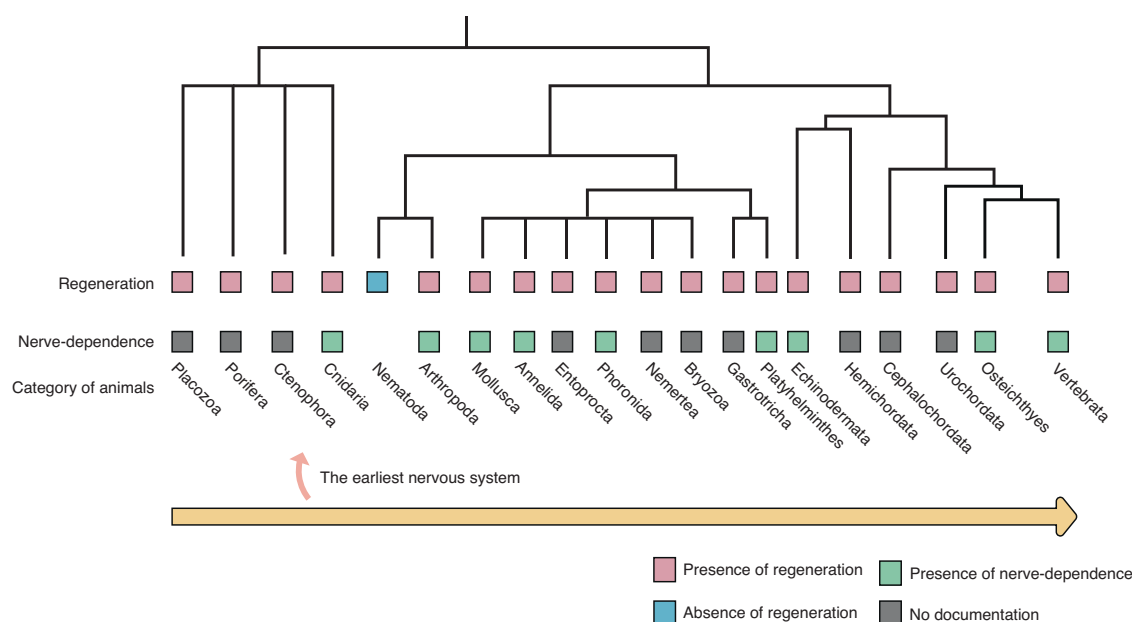 Regeneration
Nerve-dependence
Category of animals
Placozoa
Porifera
Ctenophora
Cnidaria
Nematoda
Arthropoda
Mollusca
Annelida
Entoprocta
Phoronida
Nemertea
Bryozoa
Gastrotricha
Platyhelminthes
Echinodermata
Hemichordata
Cephalochordata
Urochordata
Osteichthyes
Vertebrata
The earliest nervous system
Presence of regeneration
Presence of nerve-dependence
Absence of regeneration
No documentation